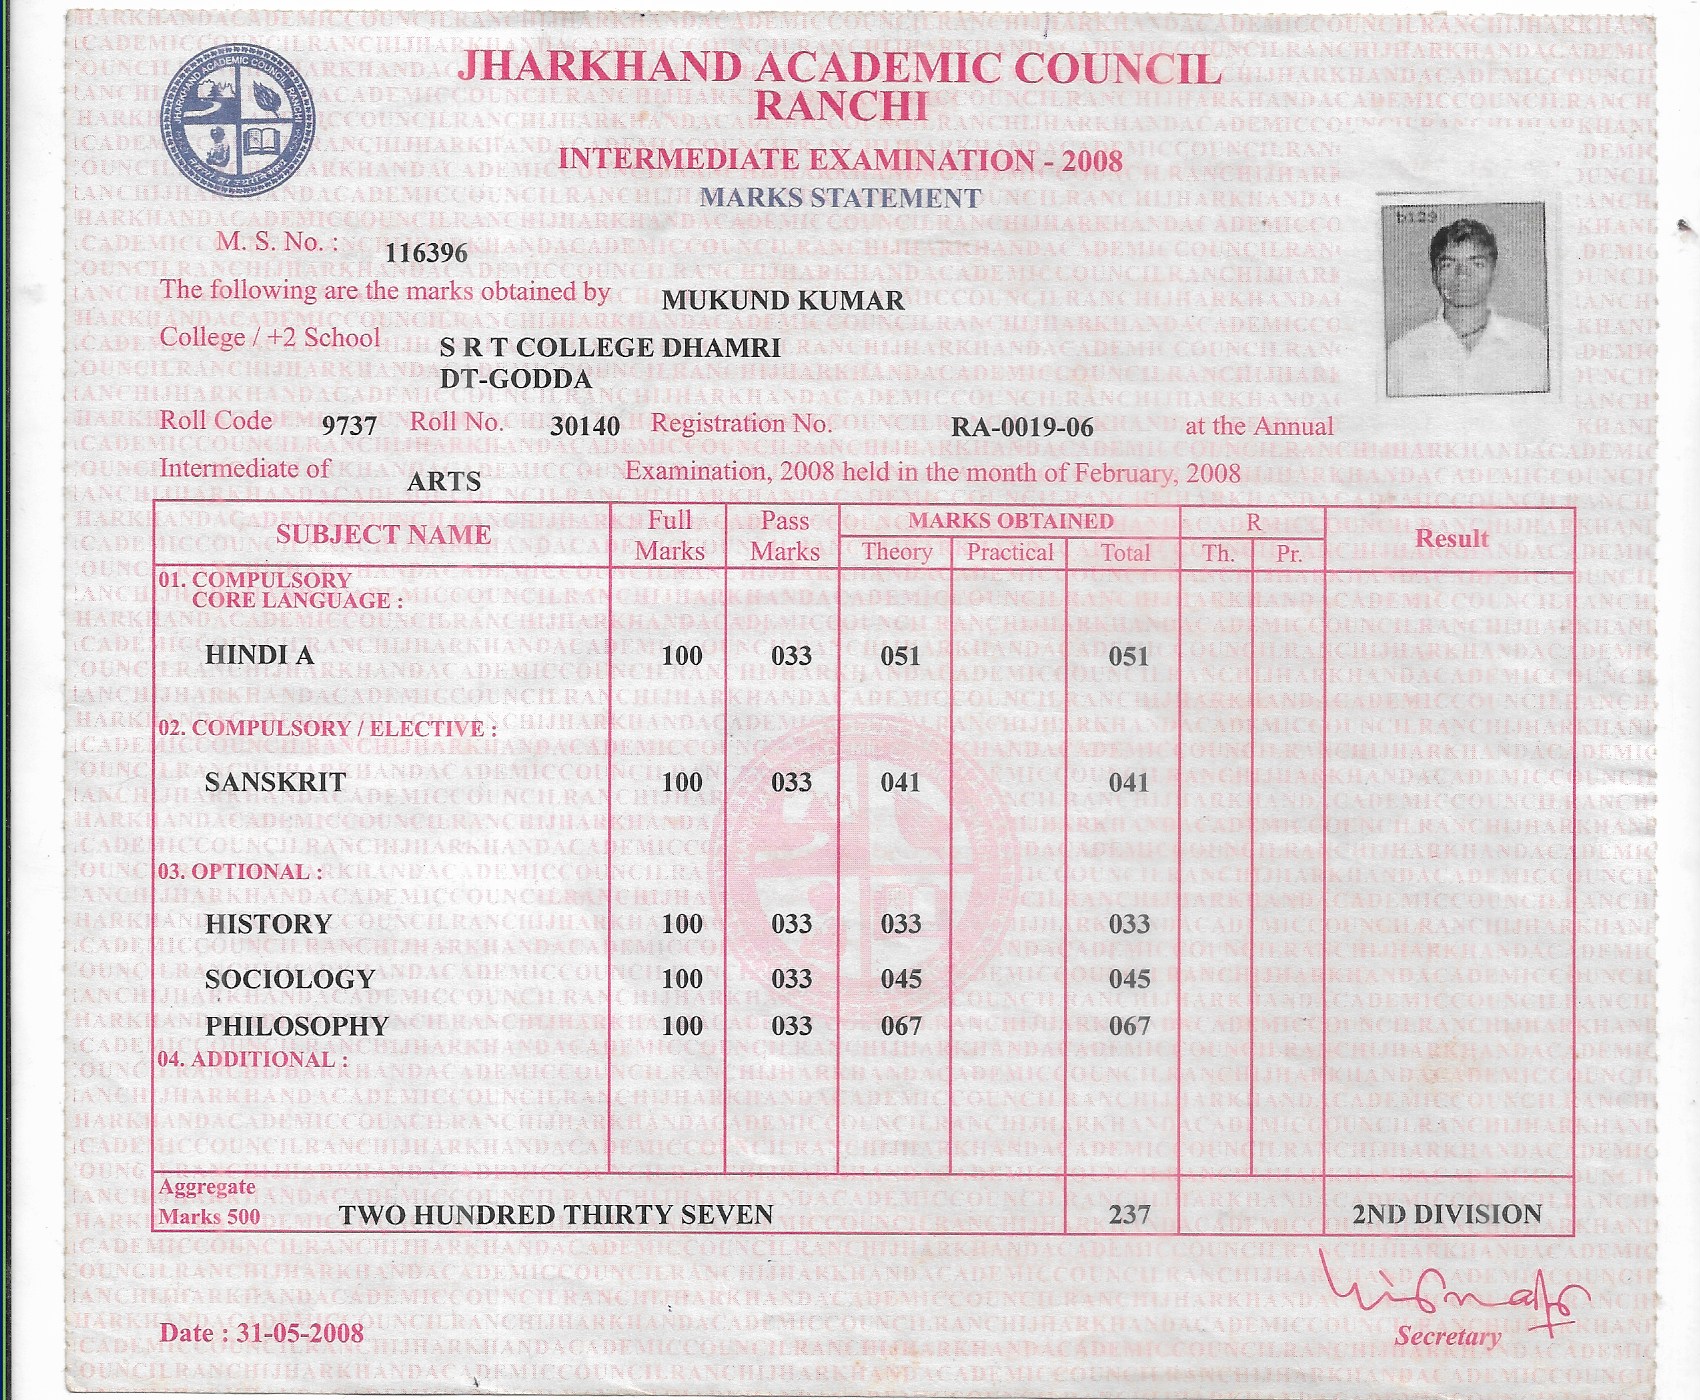 JHARKHAND ACADEMIC COUNCIL
RANCHI
INTERMEDIATE EXAMINATION - 2008
MARKS STATEMENT
JHARKHAND ACADEMIC COUNCIL RANCHI
b129
M. S. No. : 116396
The following are the marks obtained by MUKUND KUMAR
College / +2 School S R T COLLEGE DHAMRI
DT-GODDA
Roll Code 9737 Roll No. 30140 Registration No. RA-0019-06 at the Annual
Intermediate of ARTS Examination, 2008 held in the month of February, 2008
SUBJECT NAME Full Marks Pass Marks MARKS OBTAINED R Result
Theory Practical Total Th. Pr.
01. COMPULSORY
CORE LANGUAGE :
HINDI A 100 033 051 051
02. COMPULSORY / ELECTIVE :
SANSKRIT 100 033 041 041
03. OPTIONAL :
HISTORY 100 033 033 033
SOCIOLOGY 100 033 045 045
PHILOSOPHY 100 033 067 067
04. ADDITIONAL :
Aggregate
Marks 500 TWO HUNDRED THIRTY SEVEN 237 2ND DIVISION
Date : 31-05-2008
Secretary